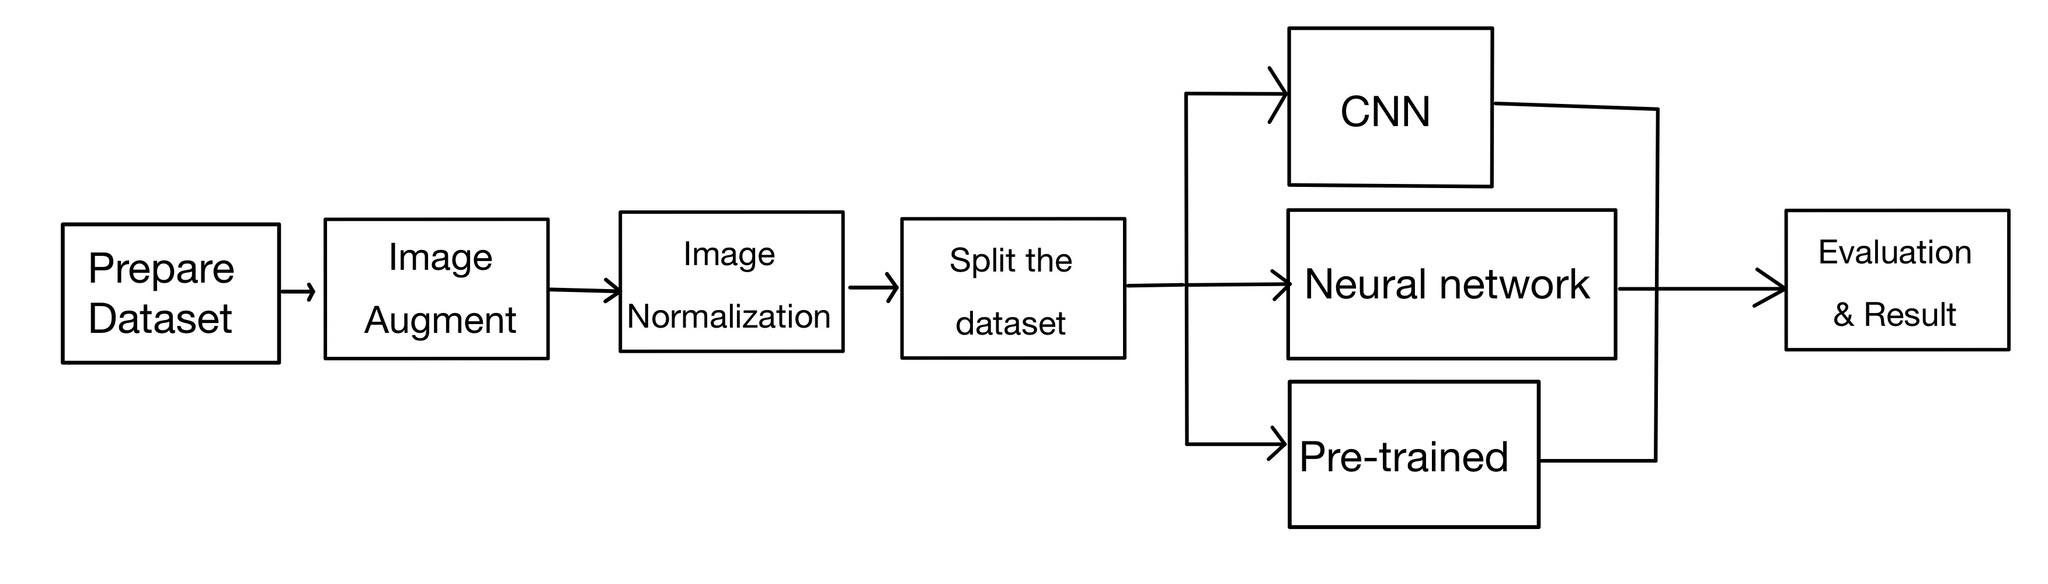 Prepare
Dataset
Image
Augment
Image
Normalization
Split the
dataset
CNN
Neural network
Pre-trained
Evaluation
& Result